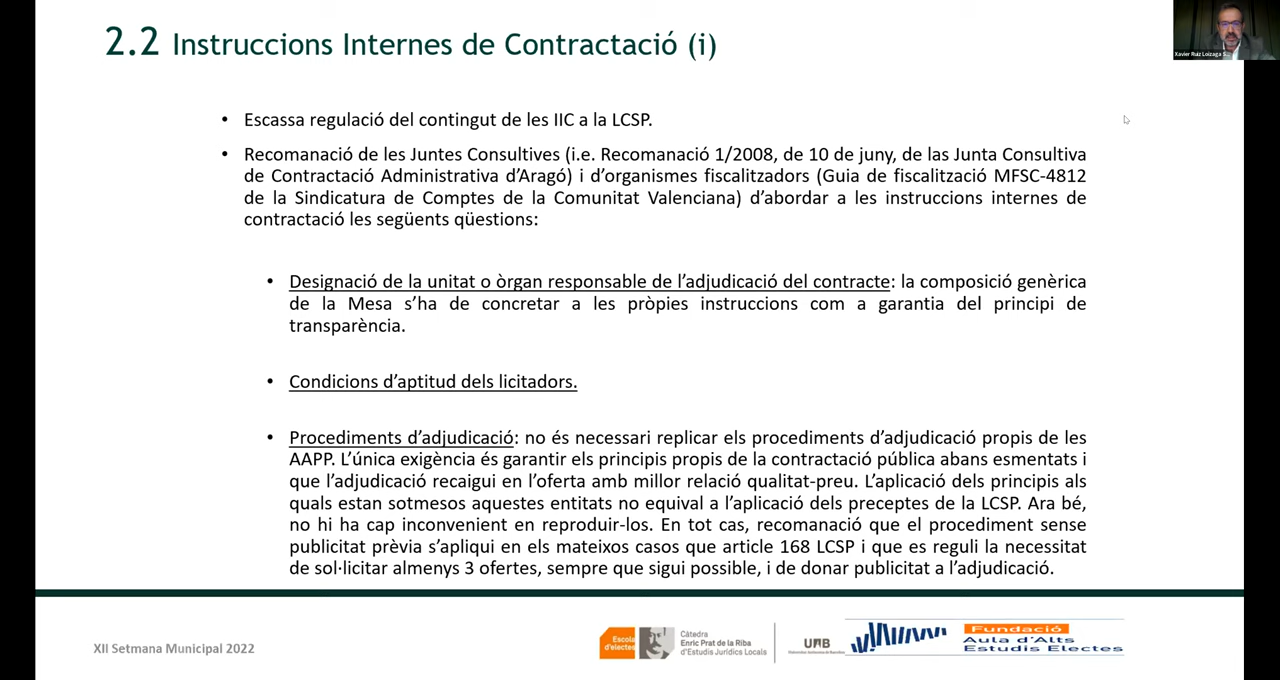 2.2 Instruccions Internes de Contractació (i)
Xavier Ruiz Loizaga S...
• Escassa regulació del contingut de les IIC a la LCSP.
• Recomanació de les Juntes Consultives (i.e. Recomanació 1/2008, de 10 de juny, de las Junta Consultiva
de Contractació Administrativa d’Aragó) i d’organismes fiscalitzadors (Guia de fiscalització MFSC-4812
de la Sindicatura de Comptes de la Comunitat Valenciana) d’abordar a les instruccions internes de
contractació les següents qüestions:
• Designació de la unitat o òrgan responsable de l’adjudicació del contracte: la composició genèrica
de la Mesa s’ha de concretar a les pròpies instruccions com a garantia del principi de
transparència.
• Condicions d’aptitud dels licitadors.
• Procediments d’adjudicació: no és necessari replicar els procediments d’adjudicació propis de les
AAPP. L’única exigència és garantir els principis propis de la contractació pública abans esmentats i
que l’adjudicació recaigui en l’oferta amb millor relació qualitat-preu. L’aplicació dels principis als
quals estan sotmesos aquestes entitats no equival a l’aplicació dels preceptes de la LCSP. Ara bé,
no hi ha cap inconvenient en reproduir-los. En tot cas, recomanació que el procediment sense
publicitat prèvia s’apliqui en els mateixos casos que article 168 LCSP i que es reguli la necessitat
de sol·licitar almenys 3 ofertes, sempre que sigui possible, i de donar publicitat a l’adjudicació.
XII Setmana Municipal 2022
Escola
d’electes
Càtedra
Enric Prat de la Riba
d’Estudis Jurídics Locals
UAB
Universitat Autònoma de Barcelona
Fundació
Aula d’Alts
Estudis Electes